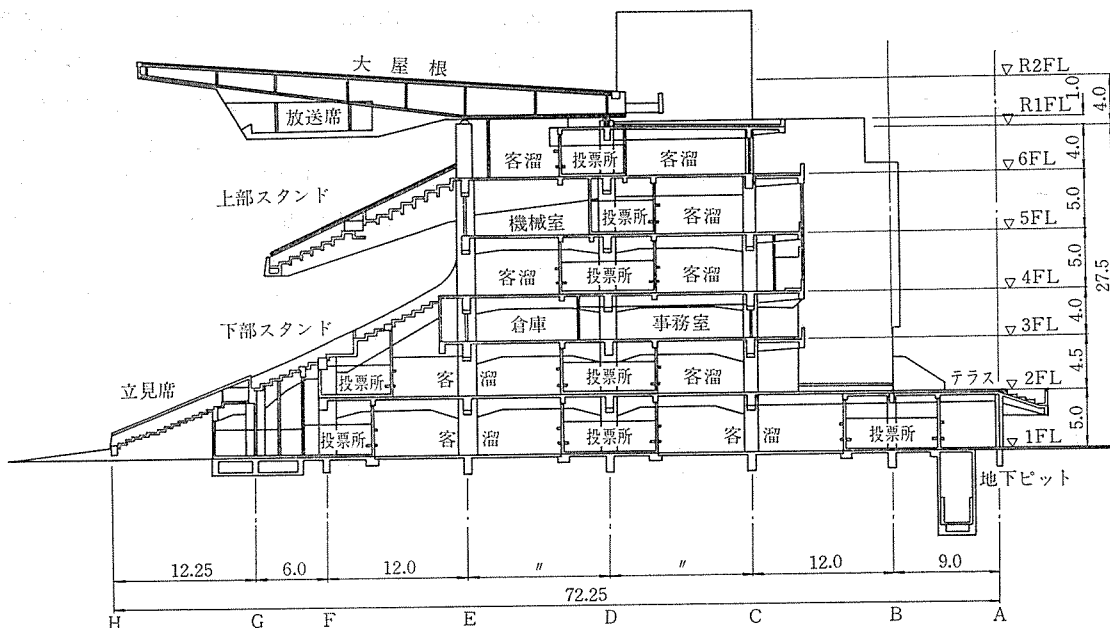 大屋根
R2FL
1.0
4.0
放送席
R1FL
客溜
投票所
客溜
4.0
6FL
上部スタンド
機械室
投票所
客溜
5.0
5FL
客溜
投票所
客溜
5.0
27.5
4FL
下部スタンド
倉庫
事務室
4.0
3FL
立見席
投票所
客溜
投票所
客溜
4.5
テラス
2FL
投票所
客溜
投票所
客溜
投票所
5.0
1FL
地下ピット
12.25
6.0
12.0
〃
〃
12.0
9.0
72.25
H
G
F
E
D
C
B
A